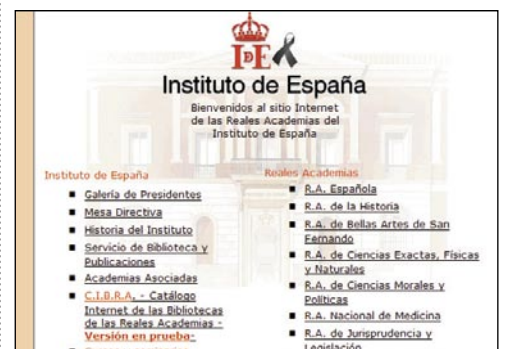 IDE
Instituto de España
Bienvenidos al sitio Internet
de las Reales Academias del
Instituto de España
Instituto de España
Galería de Presidentes
Mesa Directiva
Historia del Instituto
Servicio de Biblioteca y
Publicaciones
Academias Asociadas
C.I.B.R.A. - Catálogo
Internet de las Bibliotecas
de las Reales Academias -
Versión en prueba-
Reales Academias
R.A. Española
R.A. de la Historia
R.A. de Bellas Artes de San
Fernando
R.A. de Ciencias Exactas, Físicas
y Naturales
R.A. de Ciencias Morales y
Políticas
R.A. Nacional de Medicina
R.A. de Jurisprudencia y
Legislación